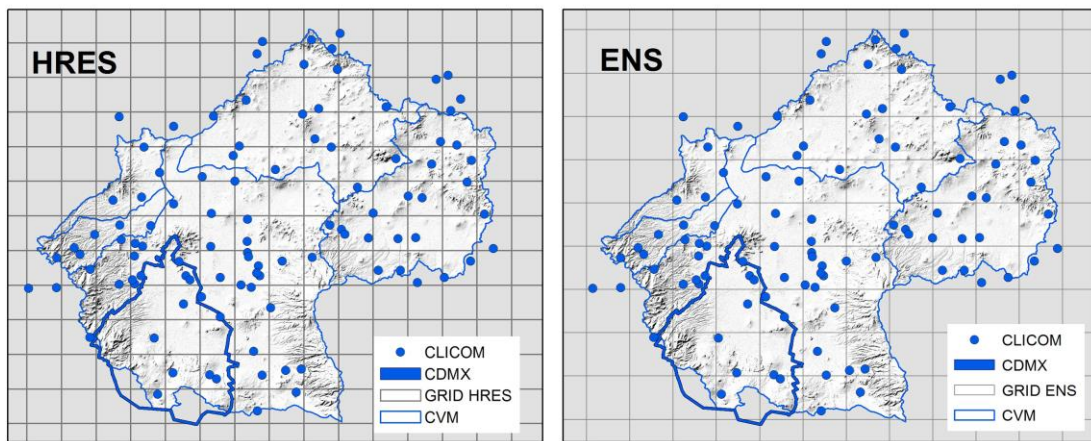 HRES
CLICOM
CDMX
GRID HRES
CVM
ENS
CLICOM
CDMX
GRID ENS
CVM